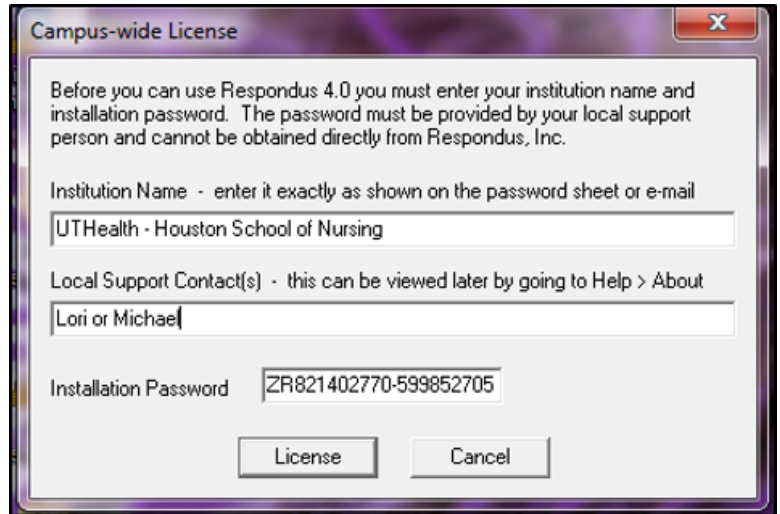 Campus-wide License
Before you can use Respondus 4.0 you must enter your institution name and
installation password.  The password must be provided by your local support
person and cannot be obtained directly from Respondus, Inc.
Institution Name  -  enter it exactly as shown on the password sheet or e-mail
UTHealth - Houston School of Nursing
Local Support Contact(s)  -  this can be viewed later by going to Help > About
Lori or Michael
Installation Password
ZR821402770-599852705
License
Cancel